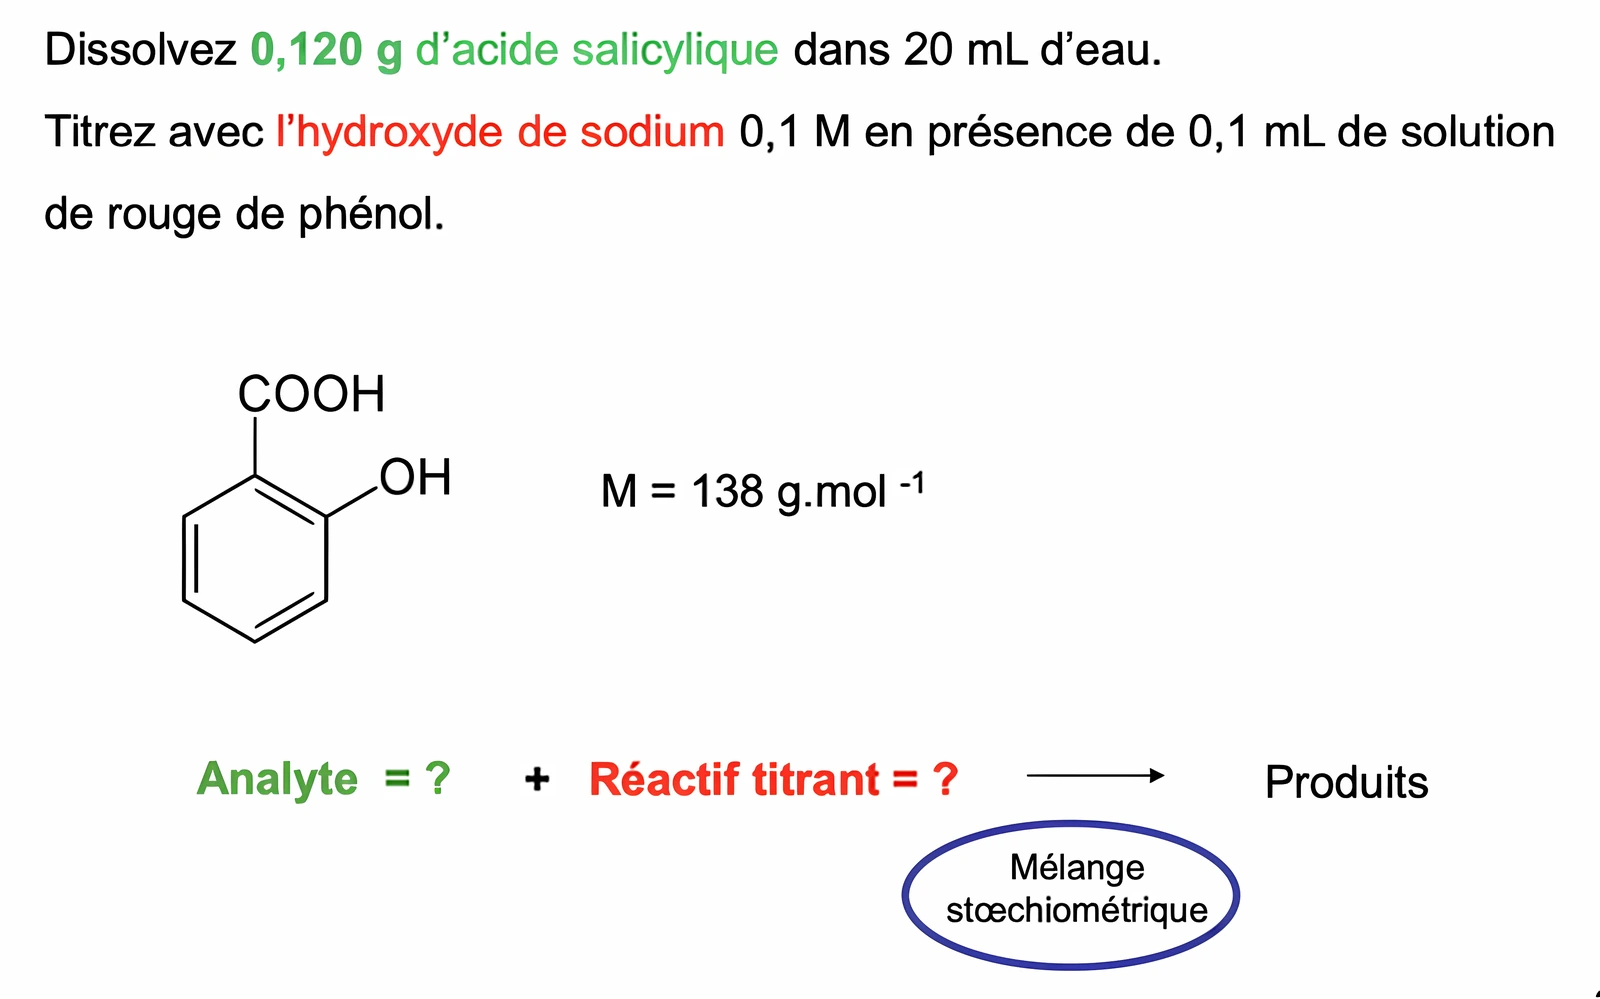 Dissolvez 0,120 g d’acide salicylique dans 20 mL d’eau.
Titrez avec l’hydroxyde de sodium 0,1 M en présence de 0,1 mL de solution
de rouge de phénol.
COOH
OH
M = 138 g.mol -1
Analyte = ? + Réactif titrant = ? Produits
Mélange
stœchiométrique